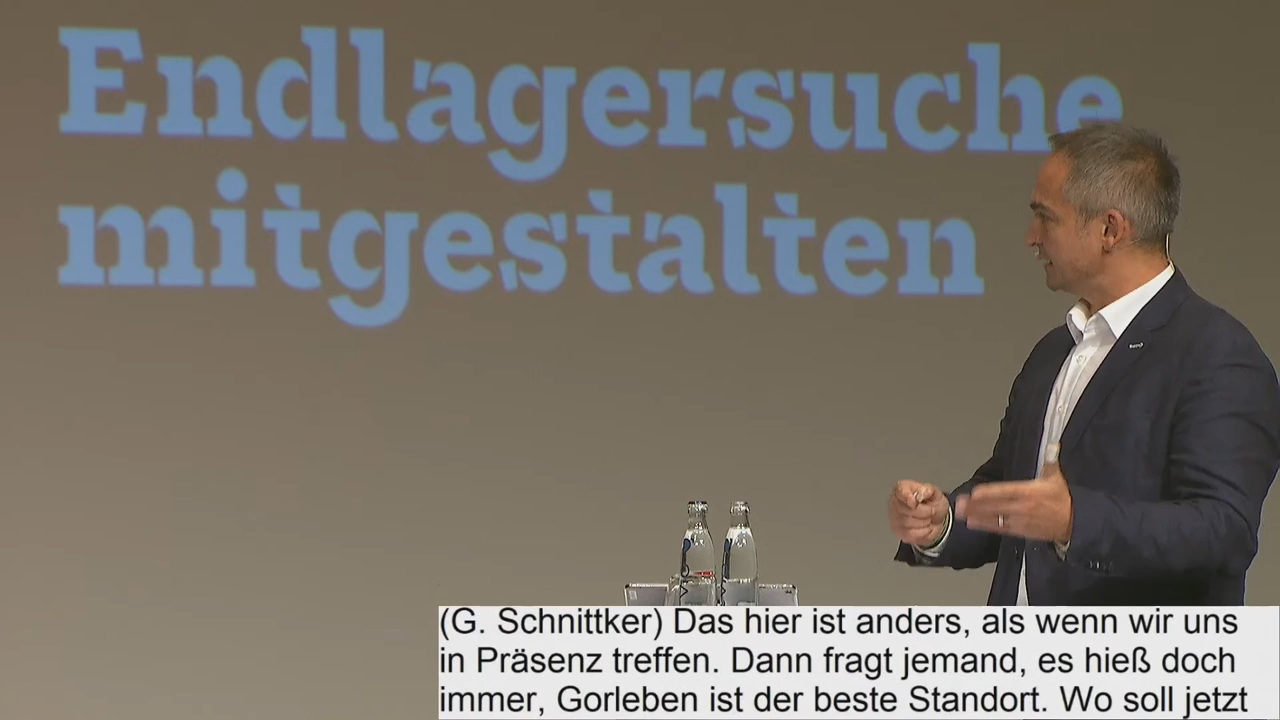 Endlagersuche
mitgestalten
(G. Schnittker) Das hier ist anders, als wenn wir uns
in Präsenz treffen. Dann fragt jemand, es hieß doch
immer, Gorleben ist der beste Standort. Wo soll jetzt